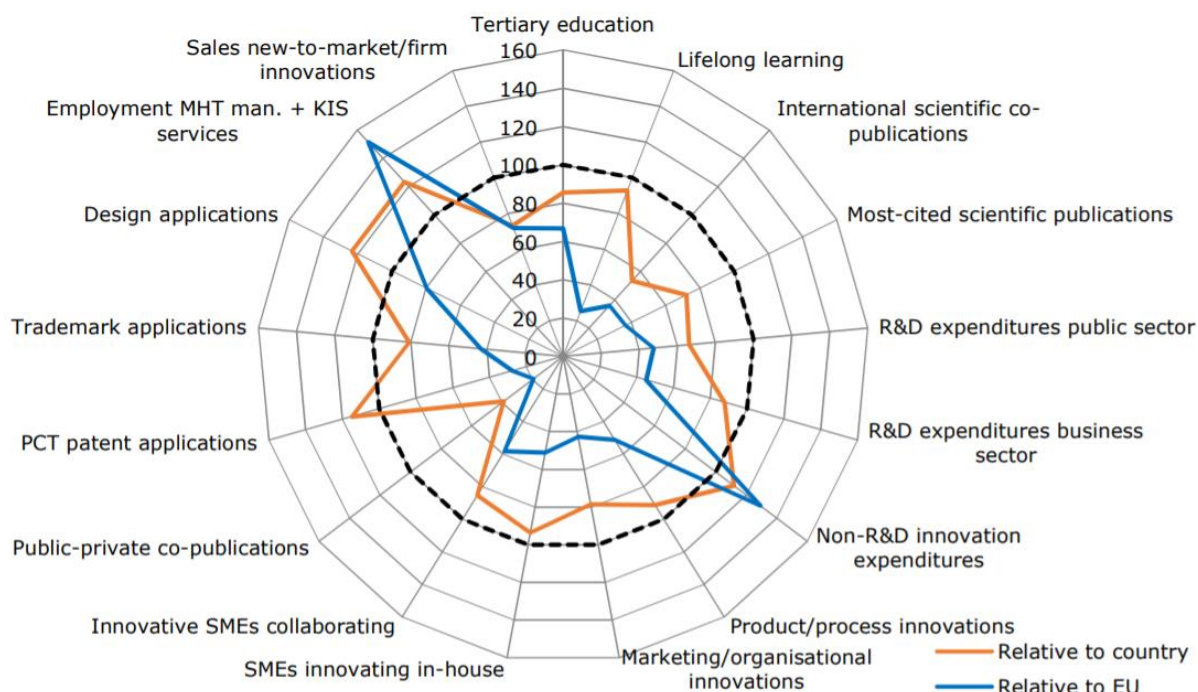 Tertiary education
Sales new-to-market/firm
innovations
Lifelong learning
Employment MHT man. + KIS
services
International scientific co-
publications
Design applications
Most-cited scientific publications
Trademark applications
R&D expenditures public sector
PCT patent applications
R&D expenditures business
sector
Public-private co-publications
Non-R&D innovation
expenditures
Innovative SMEs collaborating
Product/process innovations
SMEs innovating in-house
Marketing/organisational
innovations
160
140
120
100
80
60
40
20
0
Relative to country
Relative to EU